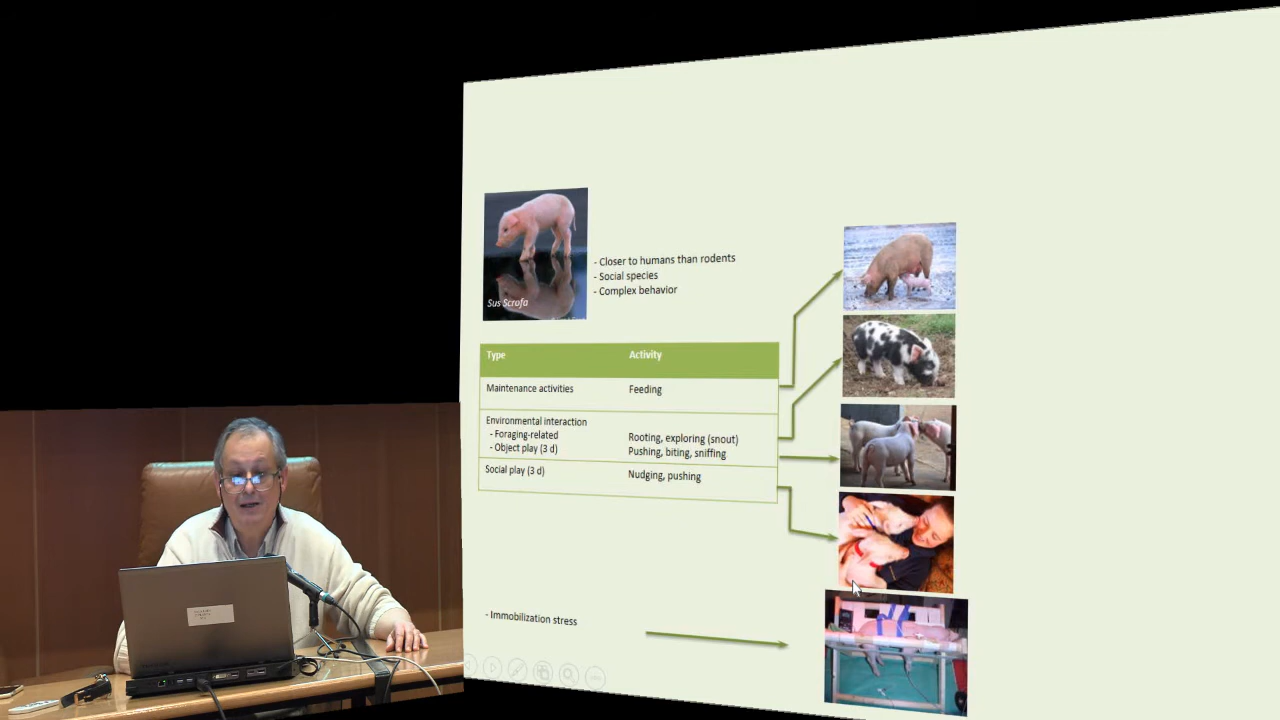 - Closer to humans than rodents
- Social species
- Complex behavior
Sus Scrofa
Type Activity
Maintenance activities Feeding
Environmental interaction
- Foraging-related Rooting, exploring (snout)
- Object play (3 d) Pushing, biting, sniffing
Social play (3 d) Nudging, pushing
- Immobilization stress